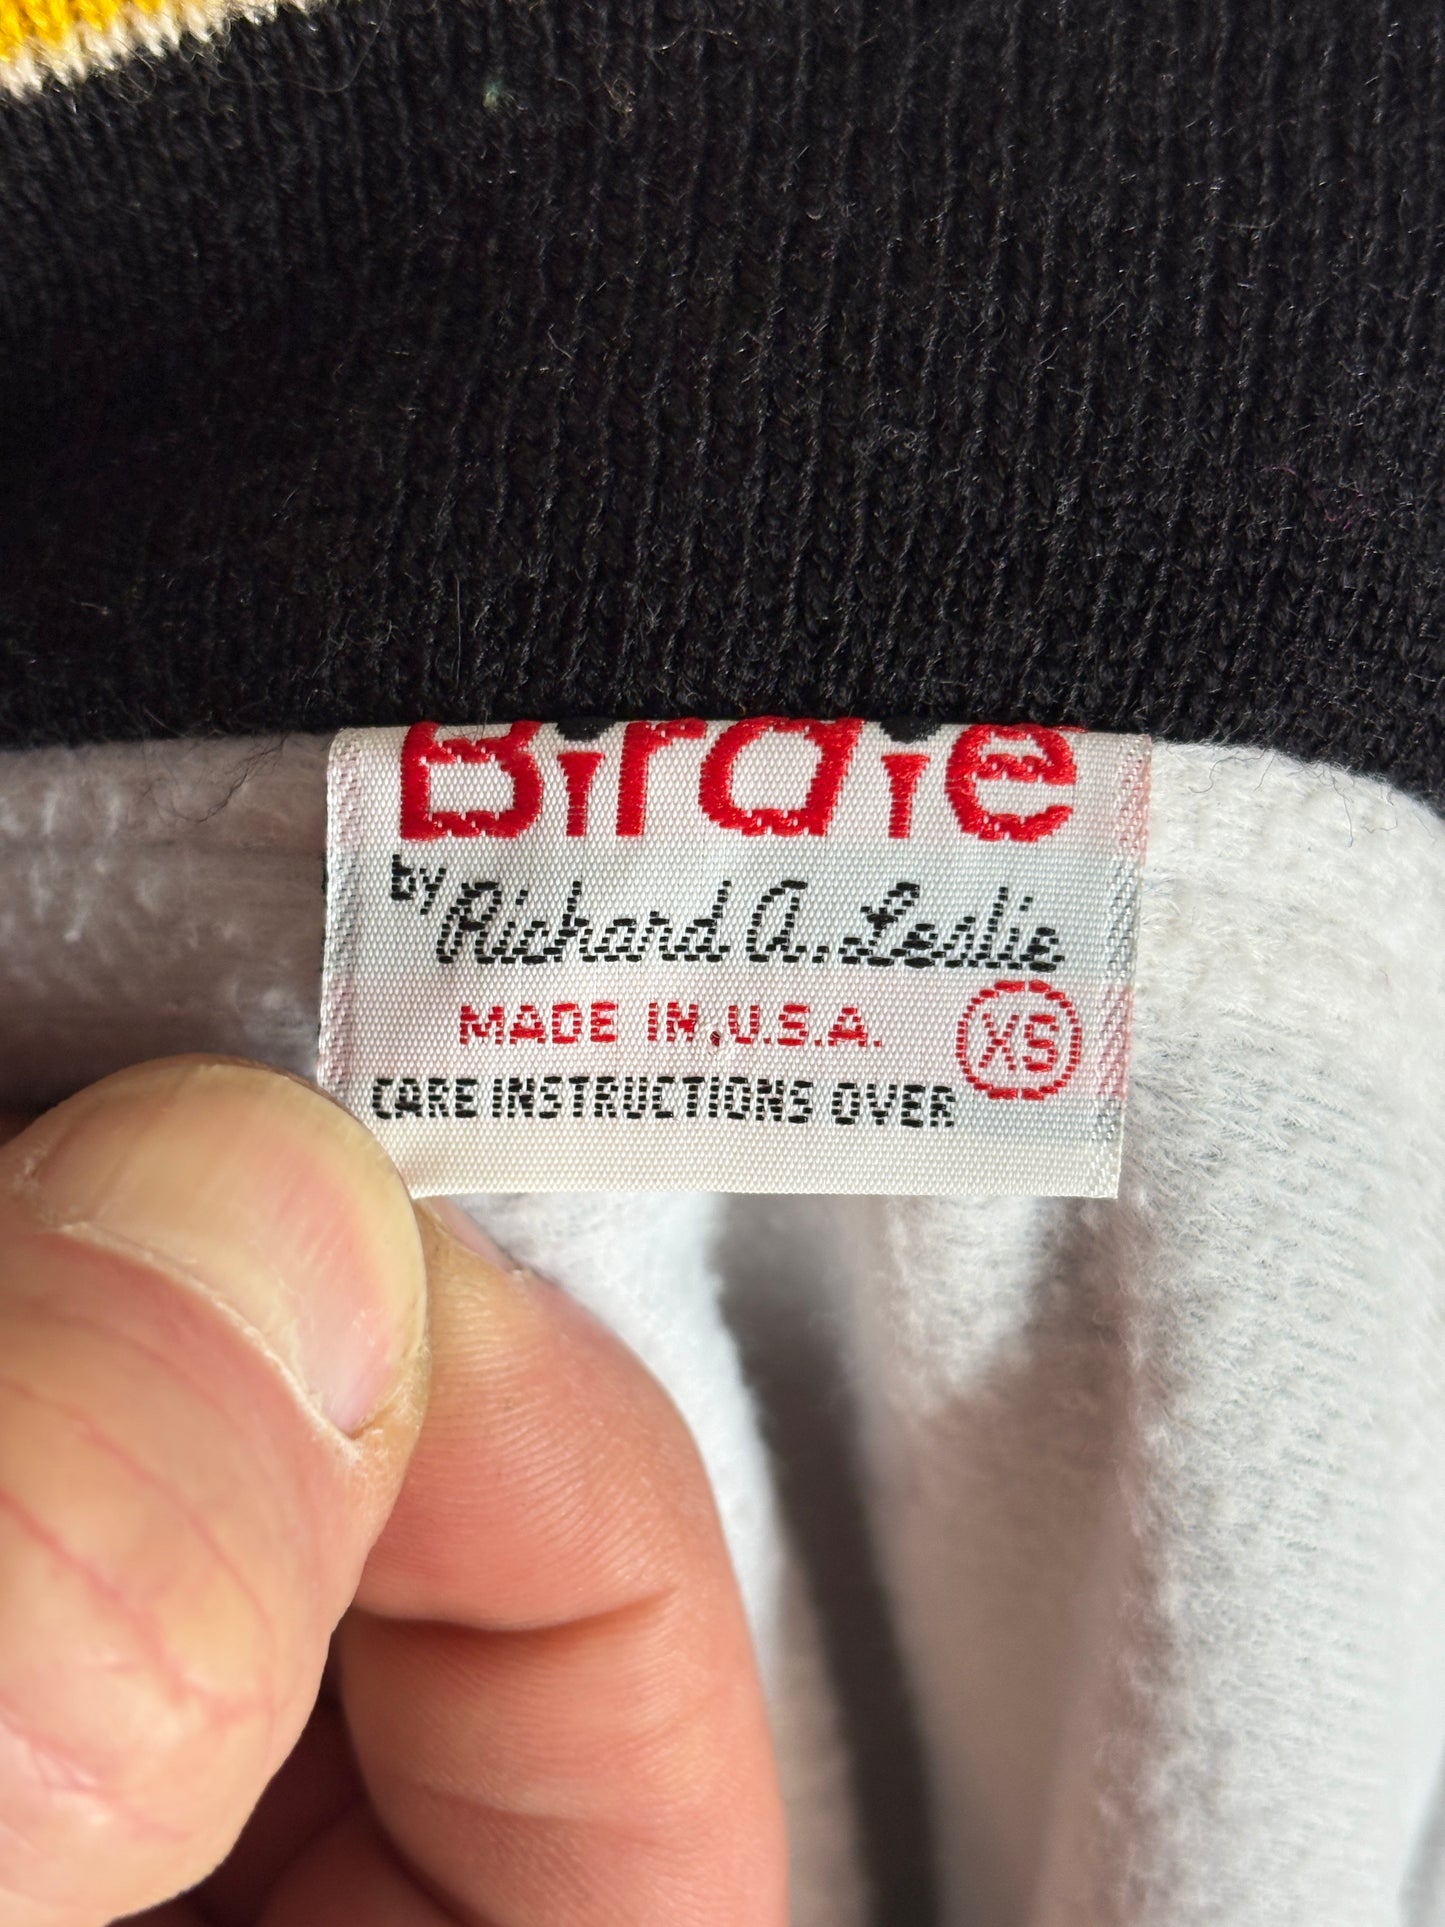 Birdie
by Richard A. Leslie
MADE IN U.S.A.
XS
CARE INSTRUCTIONS OVER